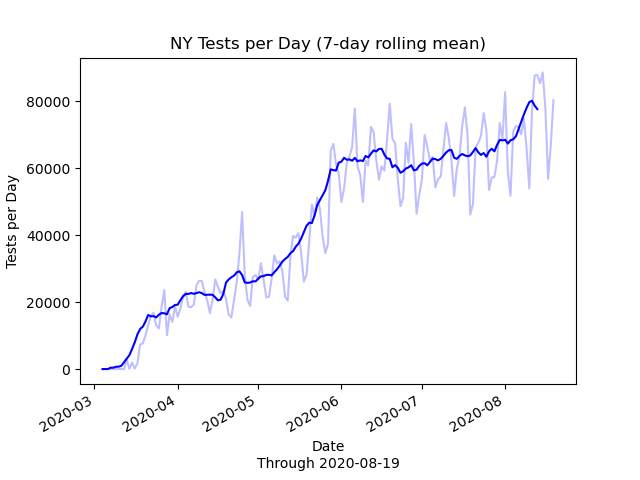 NY Tests per Day (7-day rolling mean)
Tests per Day
80000
60000
40000
20000
0
2020-03
2020-04
2020-05
2020-06
2020-07
2020-08
Date
Through 2020-08-19